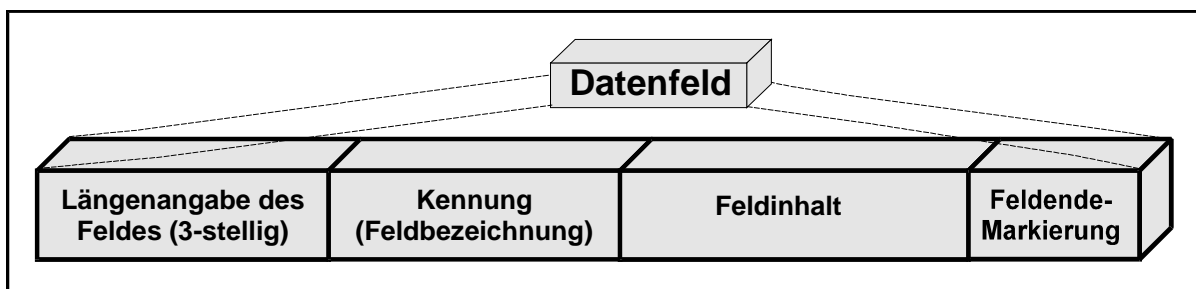 Datenfeld
Längenangabe des
Feldes (3-stellig)
Kennung
(Feldbezeichnung)
Feldinhalt
Feldende-
Markierung